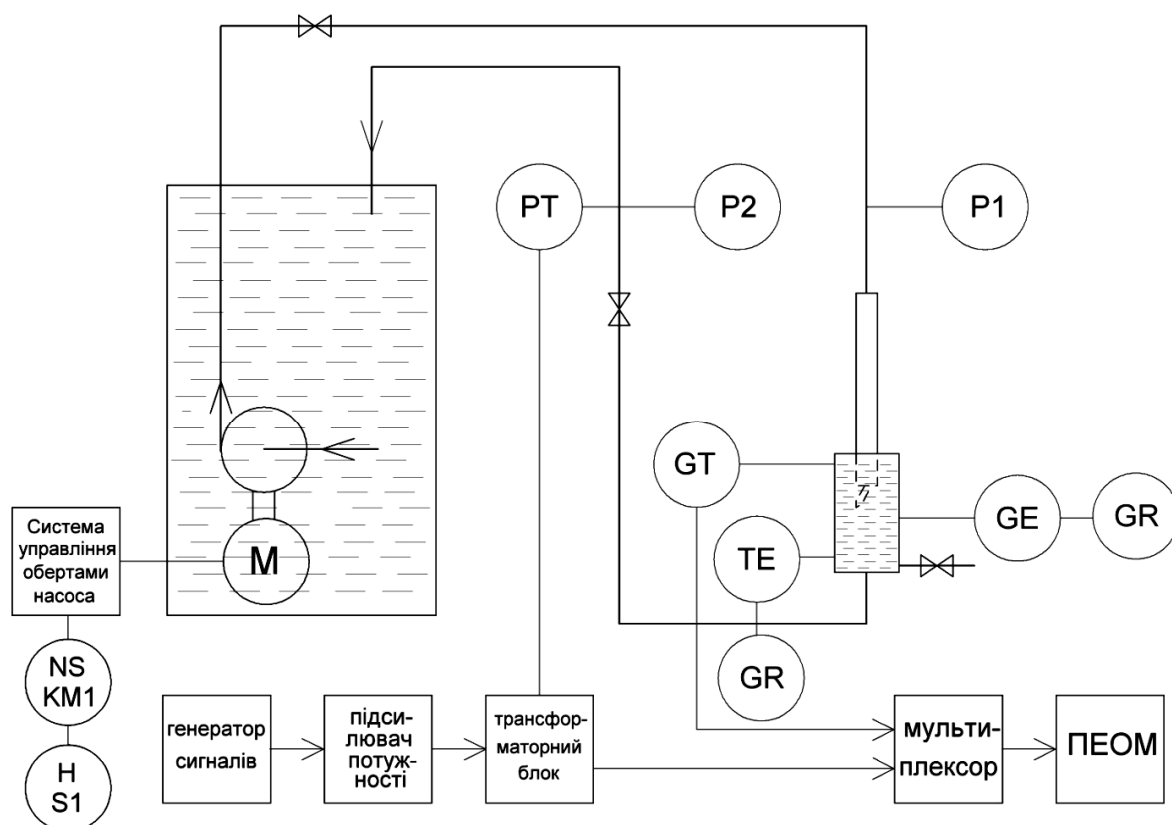 PT
P2
P1
GT
GE
GR
TE
GR
M
Система
управління
обертами
насоса
NS
KM1
H
S1
генератор
сигналів
підси-
лювач
потуж-
ності
трансфор-
маторний
блок
мульти-
плексор
ПЕОМ